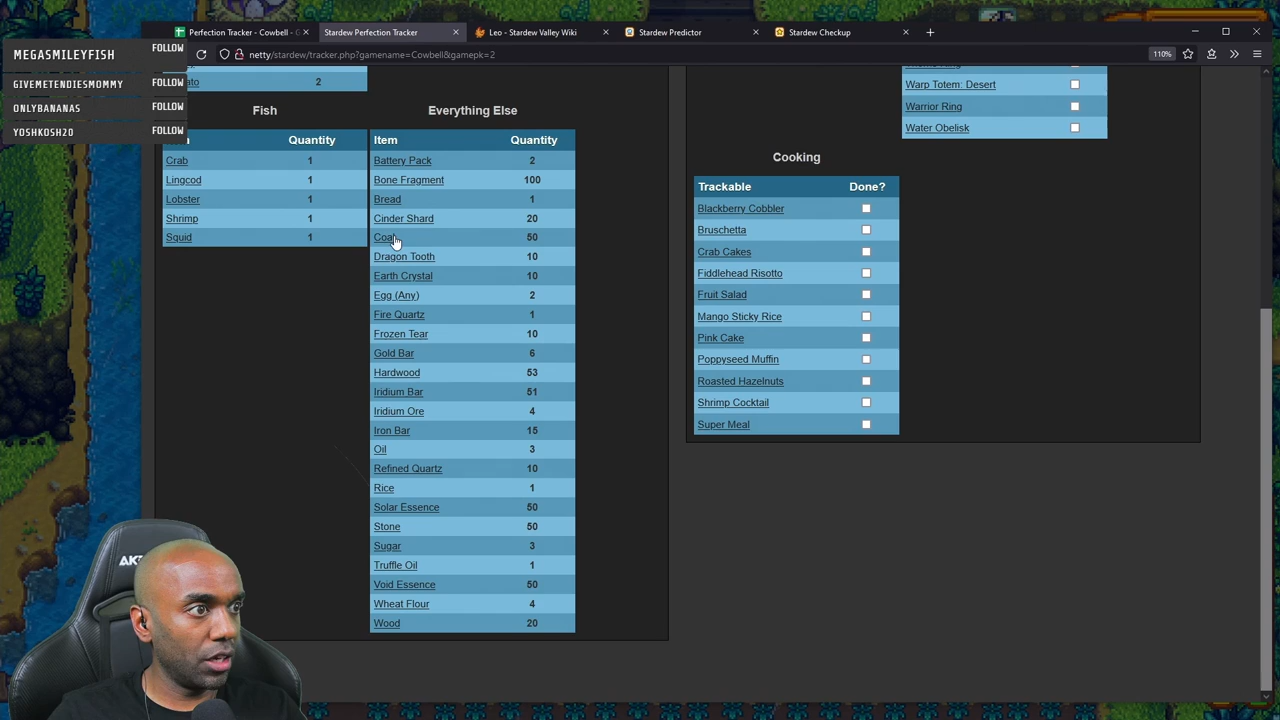 Perfection Tracker - Cowbell - G
Stardew Perfection Tracker
Leo - Stardew Valley Wiki
Stardew Predictor
Stardew Checkup
netty/stardew/tracker.php?gamename=Cowbell&gamepk=2
110%
MEGASMILEYFISH FOLLOW
GIVEMETENDIESMOMMY FOLLOW
ONLYBANANAS FOLLOW
YOSHKOSH20 FOLLOW
2
Fish
Quantity
Crab 1
Lingcod 1
Lobster 1
Shrimp 1
Squid 1
Everything Else
Item Quantity
Battery Pack 2
Bone Fragment 100
Bread 1
Cinder Shard 20
Coal 50
Dragon Tooth 10
Earth Crystal 10
Egg (Any) 2
Fire Quartz 1
Frozen Tear 10
Gold Bar 6
Hardwood 53
Iridium Bar 51
Iridium Ore 4
Iron Bar 15
Oil 3
Refined Quartz 10
Rice 1
Solar Essence 50
Stone 50
Sugar 3
Truffle Oil 1
Void Essence 50
Wheat Flour 4
Wood 20
Warp Totem: Desert
Warrior Ring
Water Obelisk
Cooking
Trackable Done?
Blackberry Cobbler
Bruschetta
Crab Cakes
Fiddlehead Risotto
Fruit Salad
Mango Sticky Rice
Pink Cake
Poppyseed Muffin
Roasted Hazelnuts
Shrimp Cocktail
Super Meal